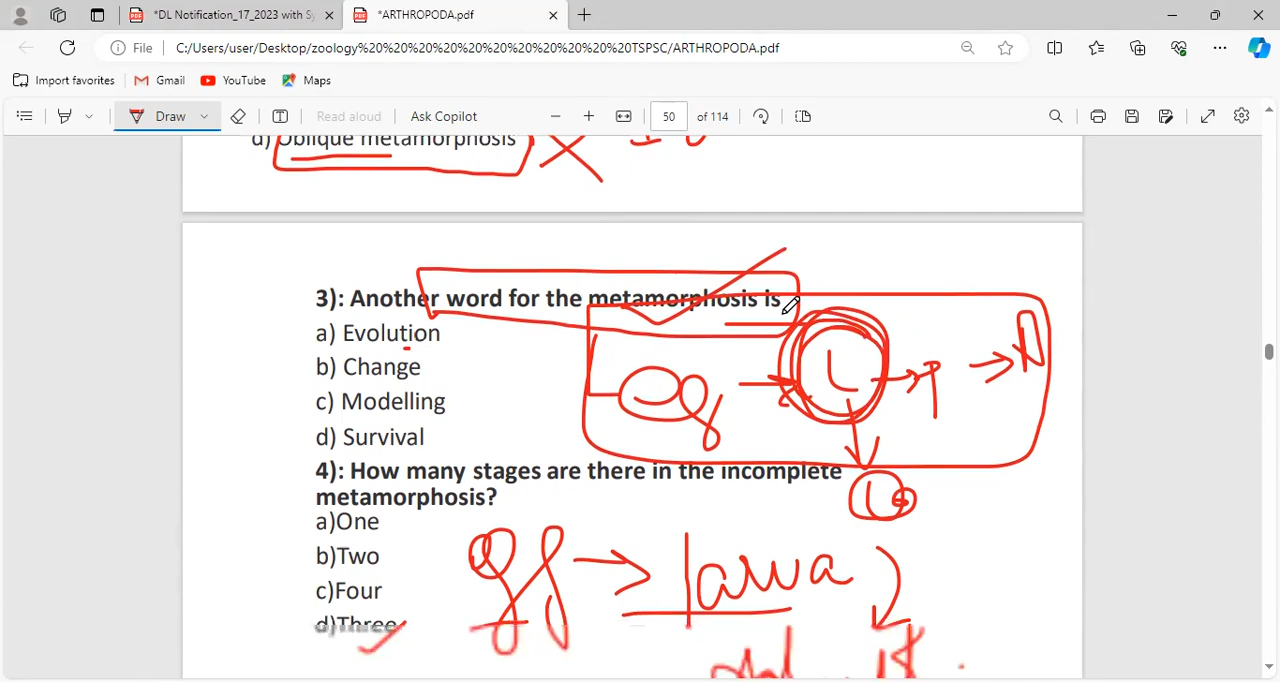 *DL Notification_17_2023 with Sy
*ARTHROPODA.pdf
File
C:/Users/user/Desktop/zoology%20%20%20%20%20%20%20%20%20%20%20TSPSC/ARTHROPODA.pdf
Import favorites
Gmail
YouTube
Maps
Draw
Read aloud
Ask Copilot
50
of 114
d) Oblique metamorphosis
3): Another word for the metamorphosis is
a) Evolution
b) Change
c) Modelling
d) Survival
L
4): How many stages are there in the incomplete
metamorphosis?
a)One
b)Two
c)Four
d)Three
larva